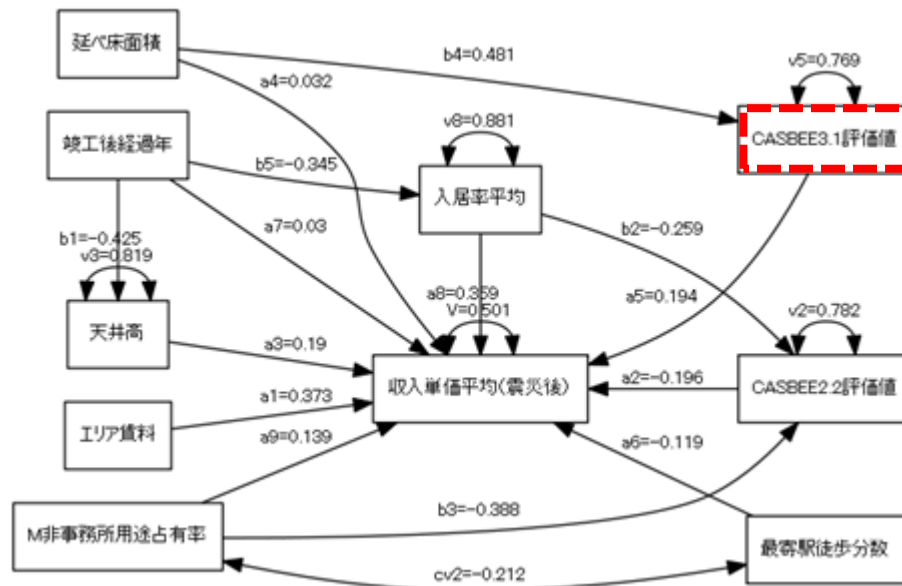 延べ床面積
b4=0.481
v5=0.769
a4=0.032
CASBEE3.1評価値
竣工後経過年
v8=0.881
b5=-0.345
入居率平均
b2=-0.259
a7=0.03
b1=-0.425
v3=0.819
a8=0.359
V=0.501
a5=0.194
v2=0.782
天井高
a3=0.19
収入単価平均(震災後)
a2=-0.196
CASBEE2.2評価値
a1=0.373
エリア賃料
a9=0.139
a6=-0.119
b3=-0.388
M非事務所用途占有率
最寄駅徒歩分数
cv2=-0.212